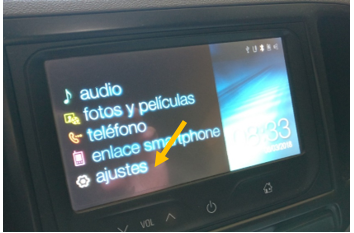 audio
fotos y películas
teléfono
enlace smartphone
ajustes
VOL